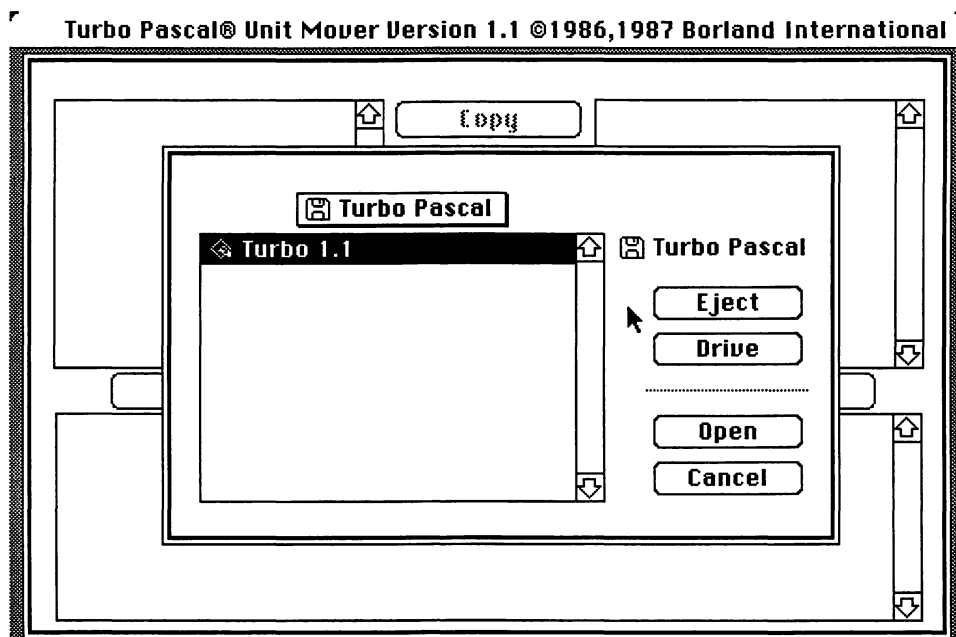 Turbo Pascal® Unit Mover Version 1.1 ©1986,1987 Borland International
Copy
Turbo Pascal
Turbo 1.1
Turbo Pascal
Eject
Drive
Open
Cancel